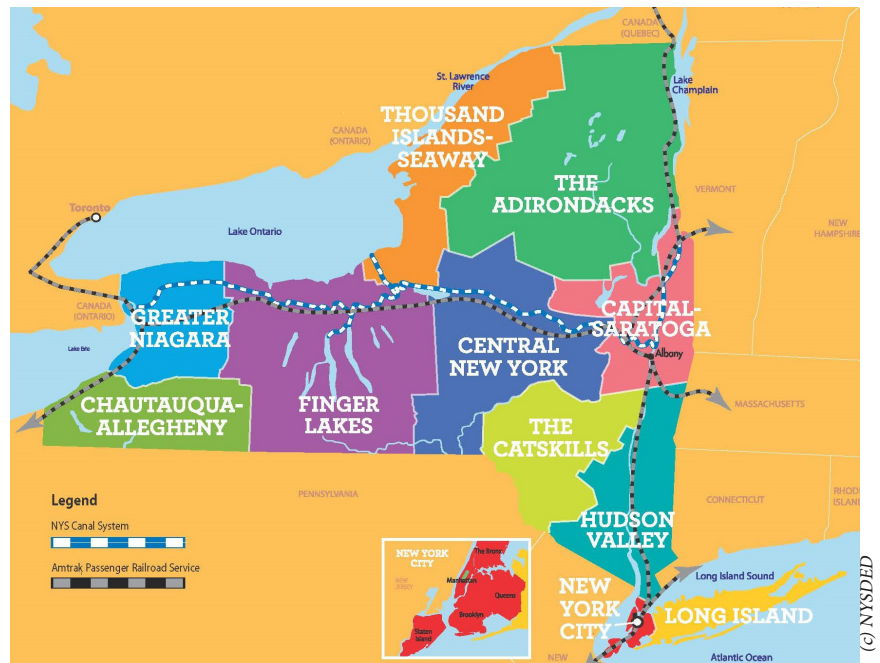 CANADA
(QUEBEC)
St. Lawrence
River
Lake
Champlain
THOUSAND
ISLANDS-
SEAWAY
CANADA
(ONTARIO)
THE
ADIRONDACKS
VERMONT
Toronto
NEW
HAMPSHIRE
Lake Ontario
CANADA
(ONTARIO)
GREATER
NIAGARA
CAPITAL-
SARATOGA
Lake Erie
CENTRAL
NEW YORK
Albany
CHAUTAUQUA-
ALLEGHENY
FINGER
LAKES
MASSACHUSETTS
THE
CATSKILLS
Legend
NYS Canal System
Amtrak Passenger Railroad Service
PENNSYLVANIA
CONNECTICUT
RHOD
ISLAN
HUDSON
VALLEY
NEW YORK
CITY
The Bronx
NEW
JERSEY
Manhattan
Queens
Brooklyn
Staten
Island
Long Island Sound
NEW
YORK
CITY
LONG ISLAND
NEW
Atlantic Ocean
(c) NYSDED